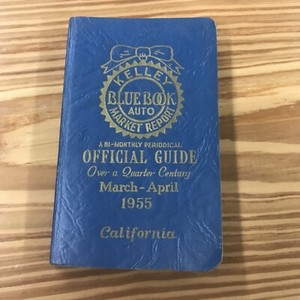 KELLEY
BLUE BOOK
AUTO
MARKET REPORT
A BI-MONTHLY PERIODICAL
OFFICIAL GUIDE
Over a Quarter Century
March-April
1955
California